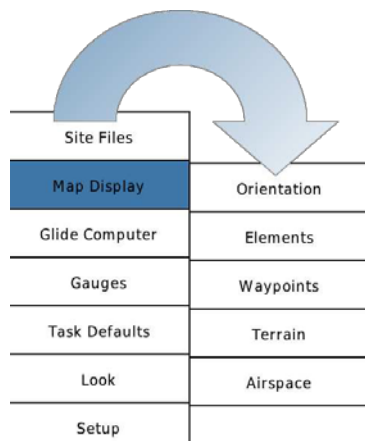 Site Files
Map Display
Glide Computer
Gauges
Task Defaults
Look
Setup
Orientation
Elements
Waypoints
Terrain
Airspace